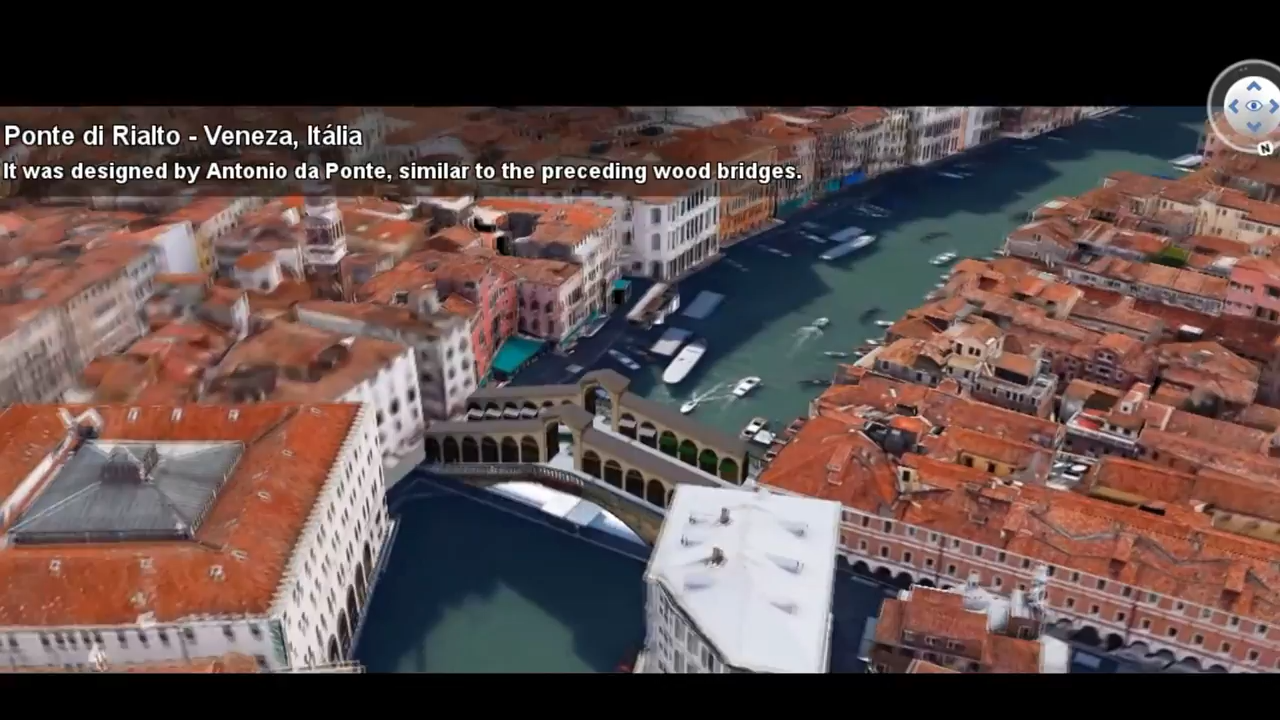 Ponte di Rialto - Veneza, Itália
It was designed by Antonio da Ponte, similar to the preceding wood bridges.
N